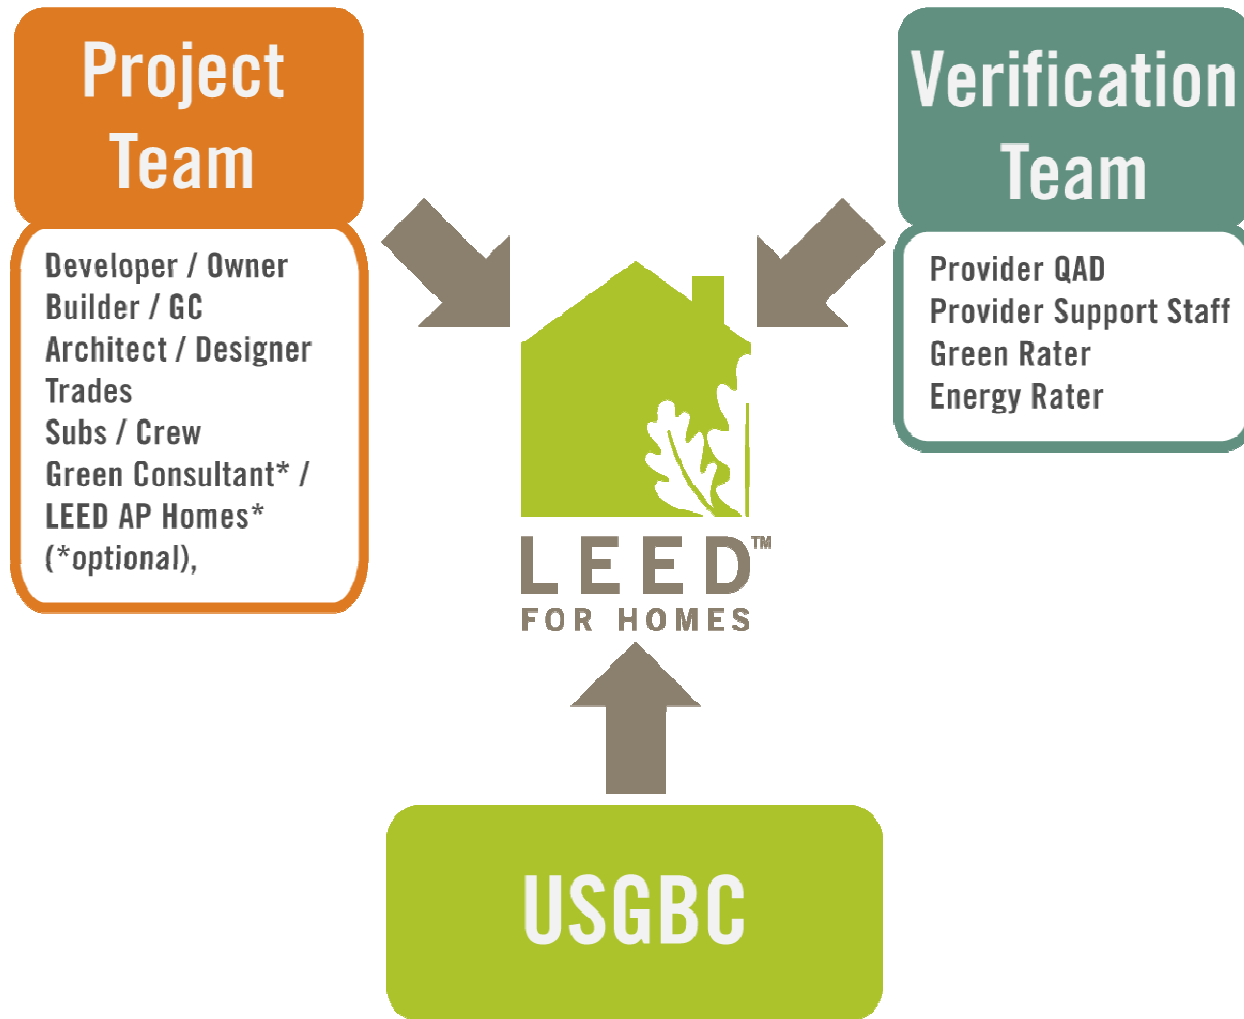 Project
Team
Developer / Owner
Builder / GC
Architect / Designer
Trades
Subs / Crew
Green Consultant* /
LEED AP Homes*
(*optional),
Verification
Team
Provider QAD
Provider Support Staff
Green Rater
Energy Rater
LEED™
FOR HOMES
USGBC